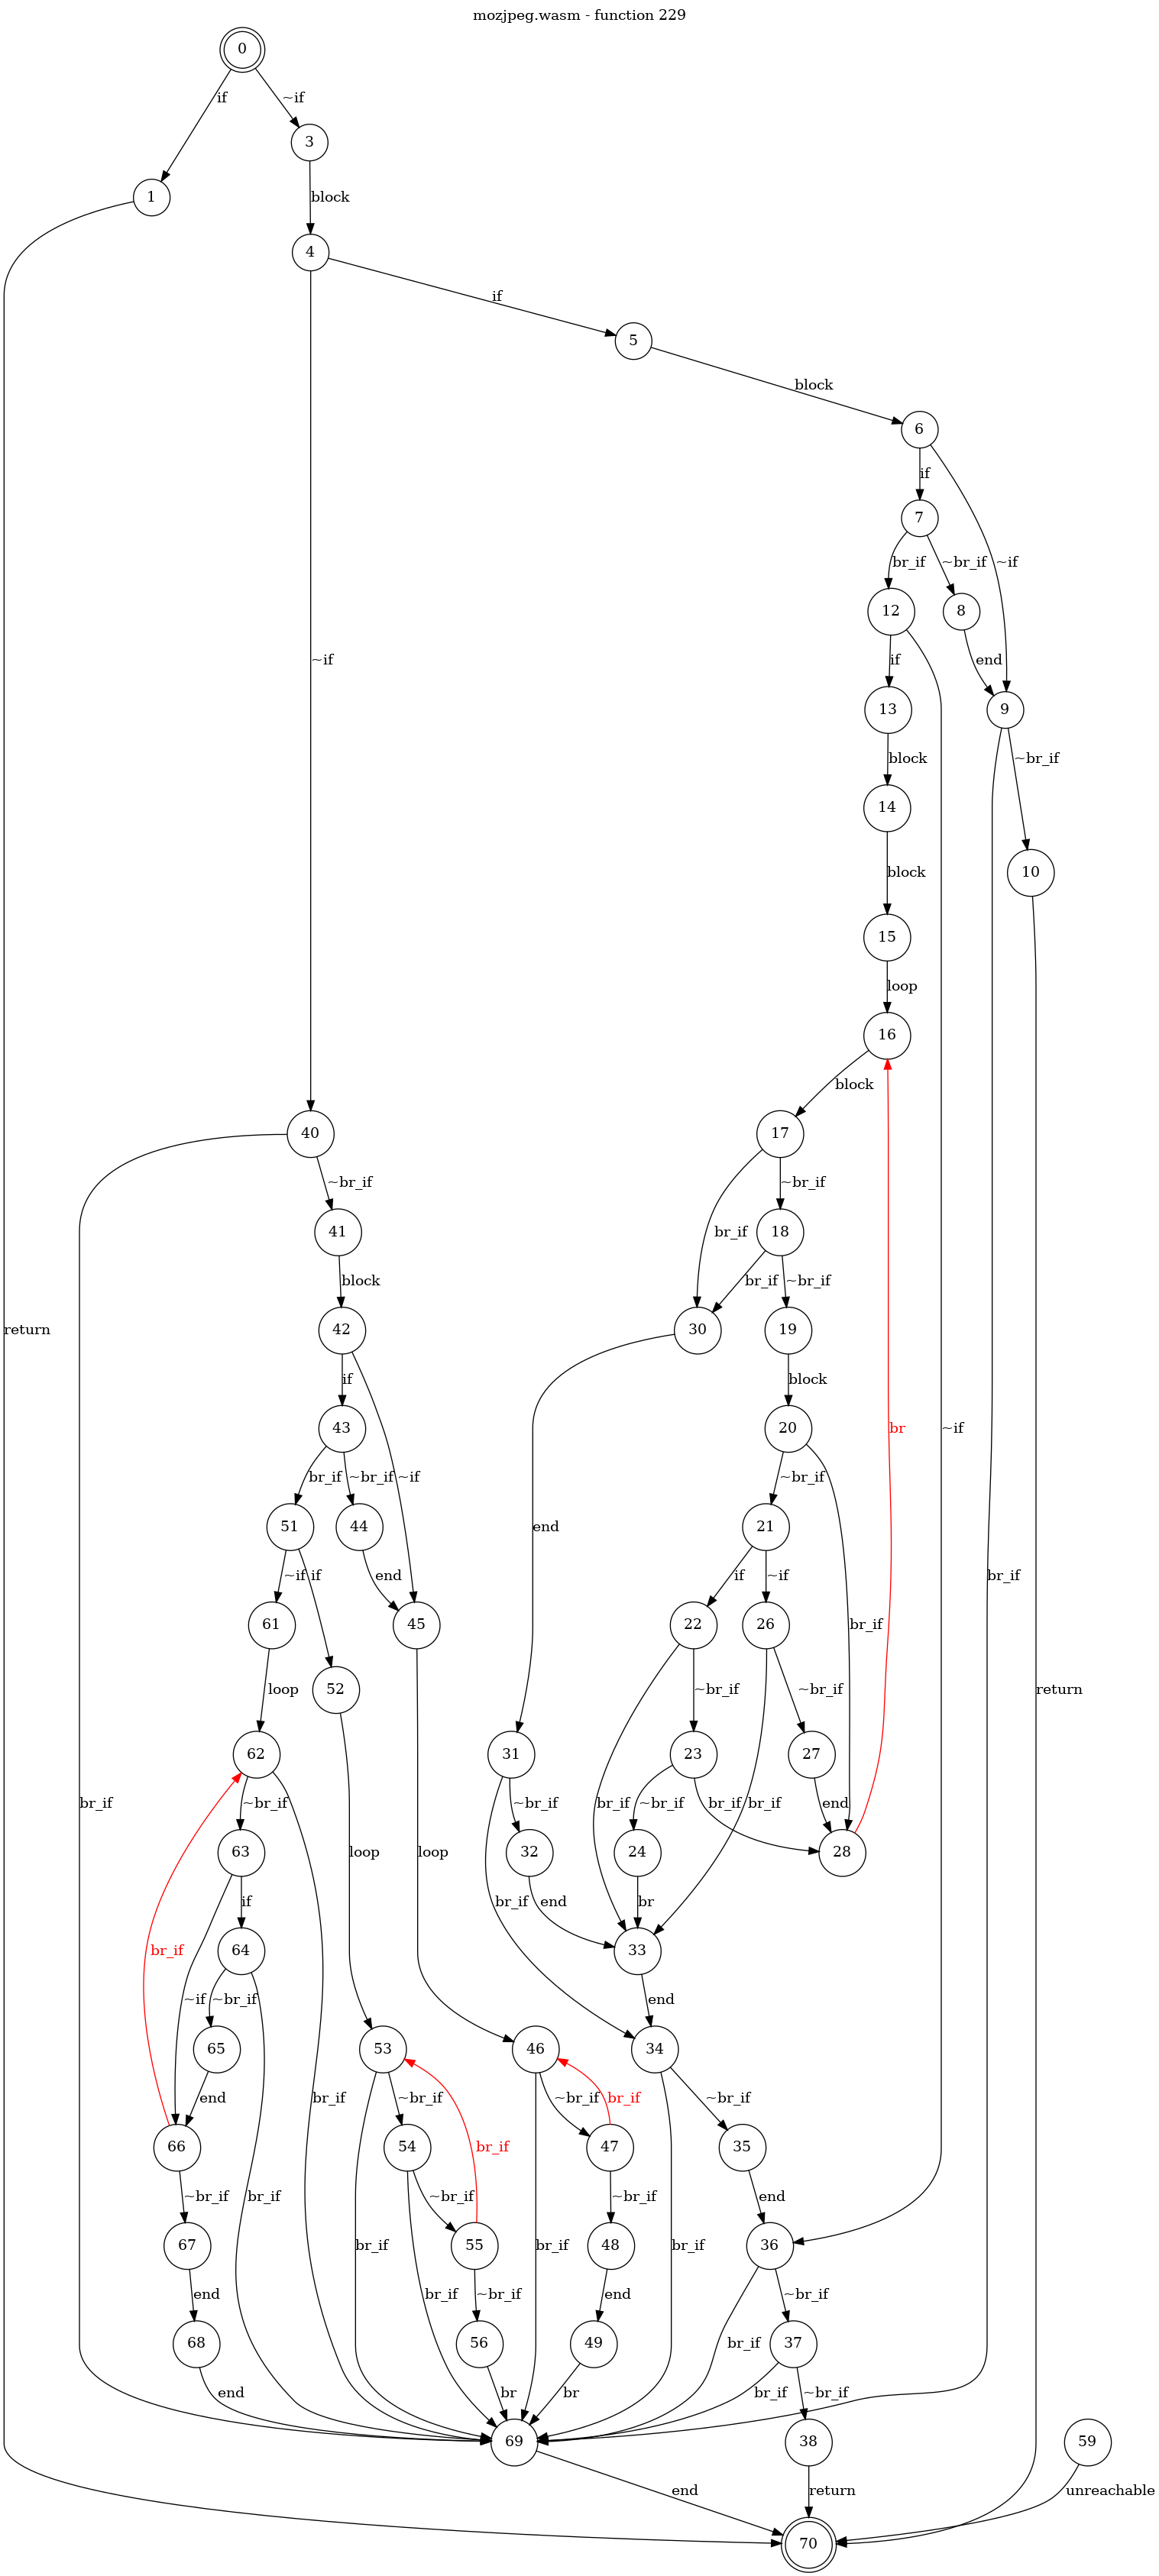 mozjpeg.wasm - function 229
0
if
~if
3
1
block
4
if
5
block
6
if
7
~if
br_if
~br_if
12
8
~if
if
end
13
9
block
~br_if
14
block
10
15
loop
16
block
40
17
~br_if
~br_if
41
br_if
18
block
br_if
~br_if
return
42
30
19
if
block
43
20
br
~if
br_if
~br_if
~if
~br_if
51
44
end
21
~if
if
end
if
~if
br_if
61
45
22
26
br_if
loop
52
~br_if
~br_if
return
62
31
23
27
br_if
~br_if
~br_if
br_if
br_if
~br_if
br_if
end
63
loop
loop
32
24
28
if
br_if
end
br
br_if
64
33
~if
~br_if
end
65
53
46
34
end
br_if
~br_if
~br_if
br_if
~br_if
66
54
br_if
47
35
~br_if
br_if
~br_if
~br_if
end
67
55
48
36
end
br_if
br_if
~br_if
br_if
end
br_if
br_if
~br_if
68
56
49
37
end
br
br
br_if
~br_if
69
38
59
end
return
unreachable
70